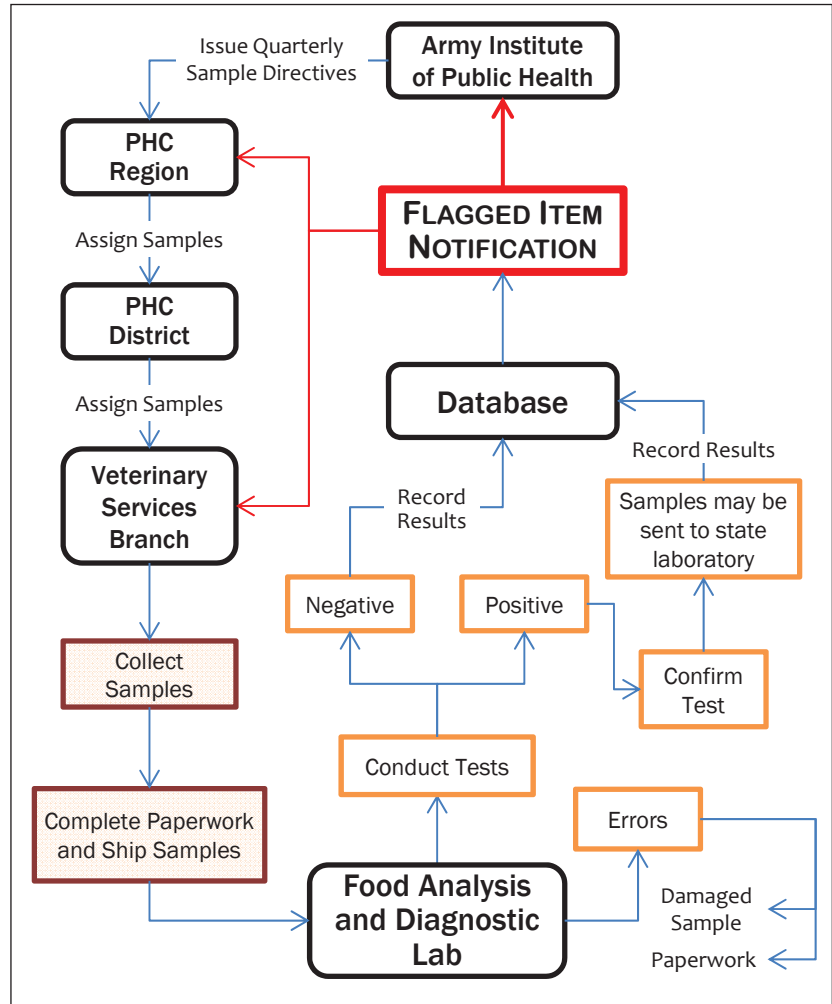 Issue Quarterly
Sample Directives
Army Institute
of Public Health
PHC
Region
FLAGGED ITEM
NOTIFICATION
Assign Samples
PHC
District
Assign Samples
Database
Veterinary
Services
Branch
Record
Results
Record Results
Samples may be
sent to state
laboratory
Negative
Positive
Collect
Samples
Confirm
Test
Conduct Tests
Complete Paperwork
and Ship Samples
Errors
Food Analysis
and Diagnostic
Lab
Damaged
Sample
Paperwork